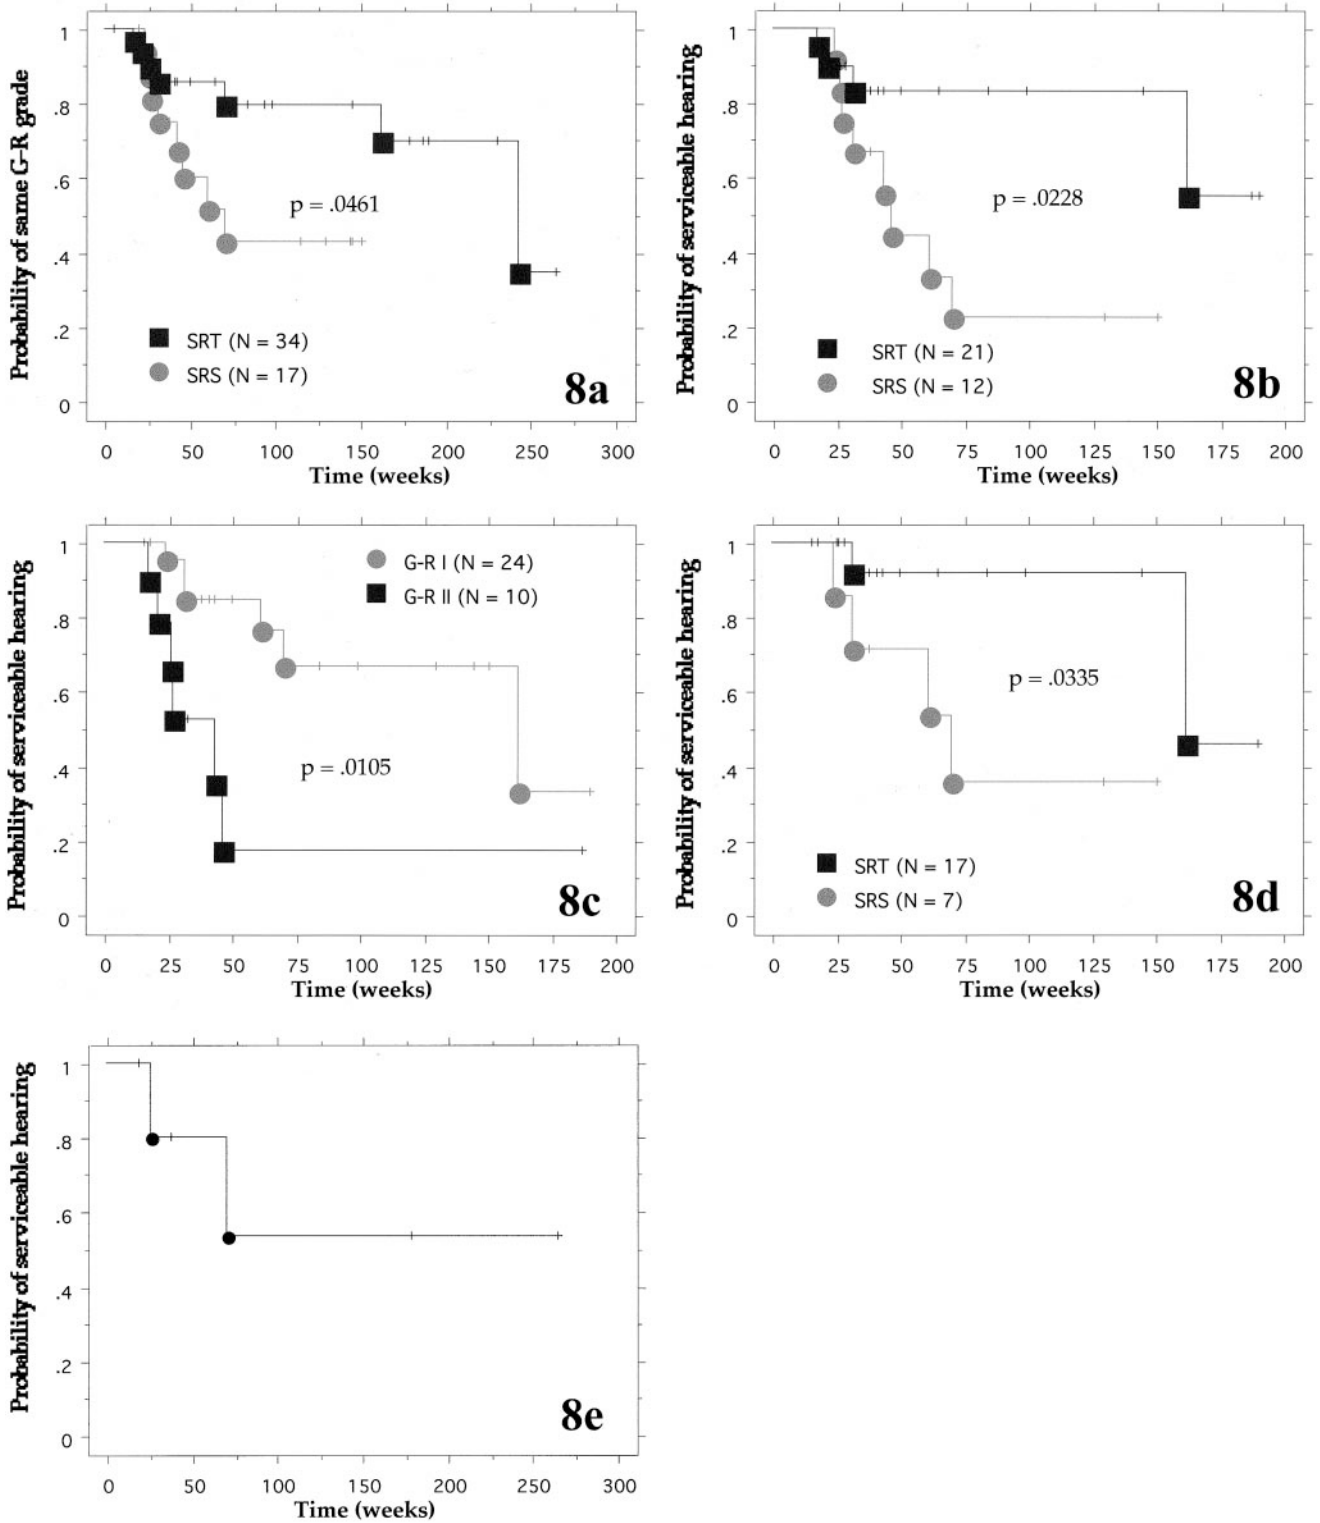 Probability of same G-R grade
1
.8
.6
.4
.2
0
p = .0461
SRT (N = 34)
SRS (N = 17)
8a
0 50 100 150 200 250 300
Time (weeks)
Probability of serviceable hearing
1
.8
.6
.4
.2
0
p = .0228
SRT (N = 21)
SRS (N = 12)
8b
0 25 50 75 100 125 150 175 200
Time (weeks)
Probability of serviceable hearing
1
.8
.6
.4
.2
0
G-R I (N = 24)
G-R II (N = 10)
p = .0105
8c
0 25 50 75 100 125 150 175 200
Time (weeks)
Probability of serviceable hearing
1
.8
.6
.4
.2
0
p = .0335
SRT (N = 17)
SRS (N = 7)
8d
0 25 50 75 100 125 150 175 200
Time (weeks)
Probability of serviceable hearing
1
.8
.6
.4
.2
0
8e
0 50 100 150 200 250 300
Time (weeks)